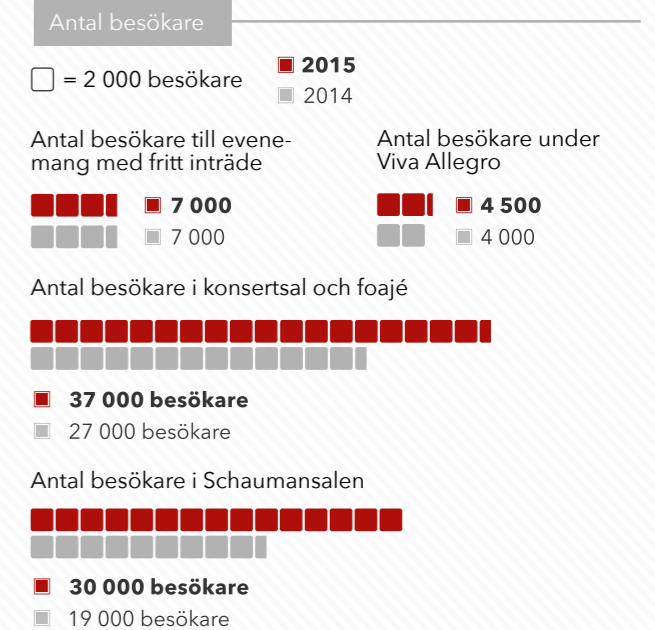 Antal besökare
= 2 000 besökare
2015
2014
Antal besökare till evene-
mang med fritt inträde
7 000
7 000
Antal besökare under
Viva Allegro
4 500
4 000
Antal besökare i konsertsal och foajé
37 000 besökare
27 000 besökare
Antal besökare i Schaumansalen
30 000 besökare
19 000 besökare